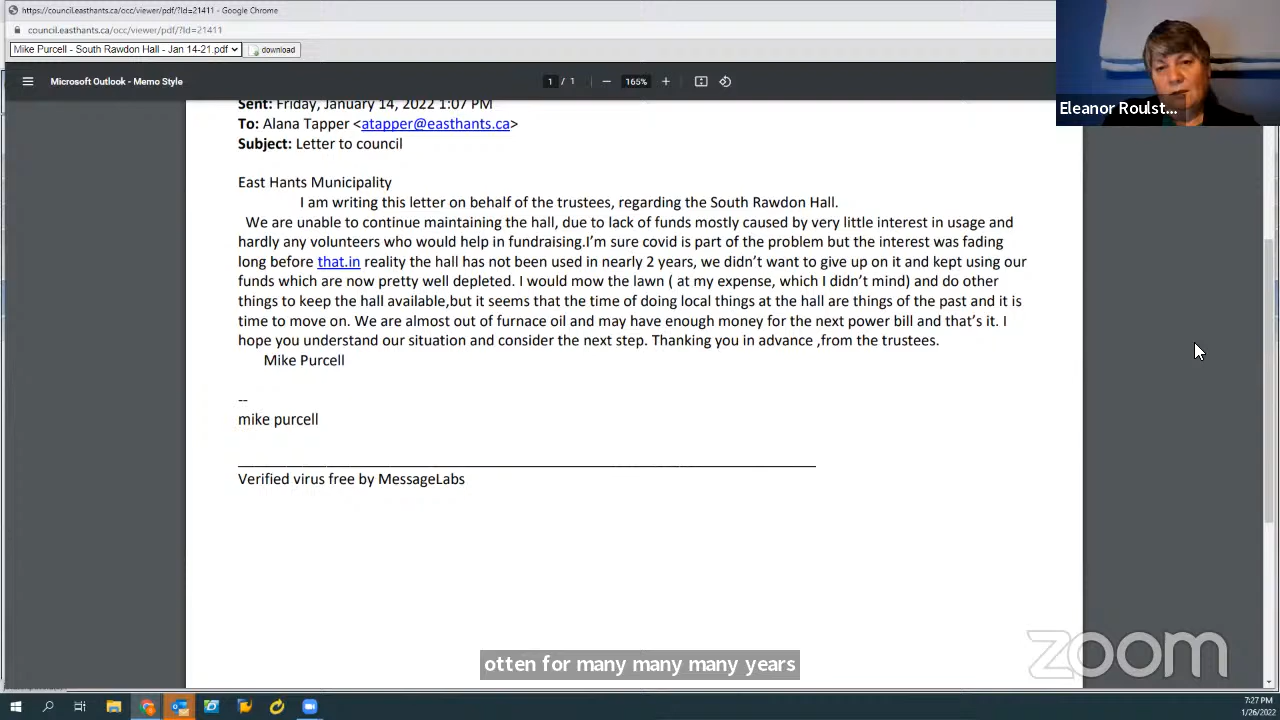 https://council.easthants.ca/occ/viewer/pdf/?Id=21411 - Google Chrome
council.easthants.ca/occ/viewer/pdf/?Id=21411
Mike Purcell - South Rawdon Hall - Jan 14-21.pdf
download
Microsoft Outlook - Memo Style
1 / 1
165%
Eleanor Roulst...
Sent: Friday, January 14, 2022 1:07 PM
To: Alana Tapper <atapper@easthants.ca>
Subject: Letter to council
East Hants Municipality
I am writing this letter on behalf of the trustees, regarding the South Rawdon Hall.
We are unable to continue maintaining the hall, due to lack of funds mostly caused by very little interest in usage and
hardly any volunteers who would help in fundraising.I'm sure covid is part of the problem but the interest was fading
long before that.in reality the hall has not been used in nearly 2 years, we didn't want to give up on it and kept using our
funds which are now pretty well depleted. I would mow the lawn ( at my expense, which I didn't mind) and do other
things to keep the hall available,but it seems that the time of doing local things at the hall are things of the past and it is
time to move on. We are almost out of furnace oil and may have enough money for the next power bill and that's it. I
hope you understand our situation and consider the next step. Thanking you in advance ,from the trustees.
Mike Purcell
--
mike purcell
Verified virus free by MessageLabs
zoom
otten for many many many years
7:27 PM
1/26/2022